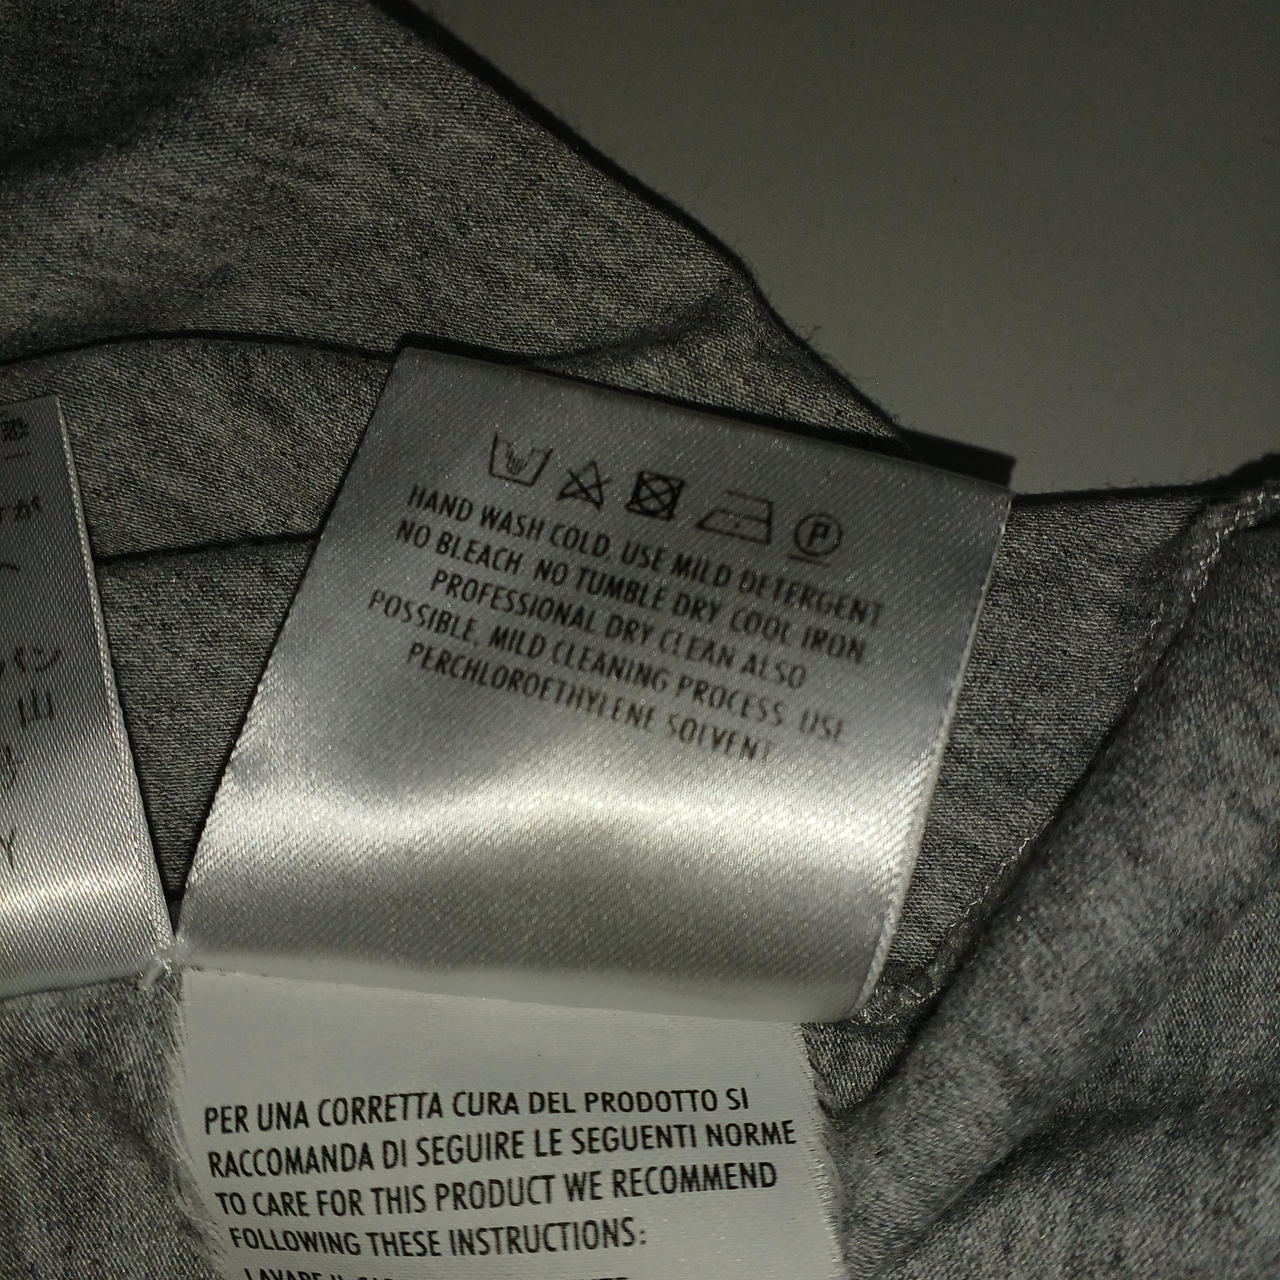 P
HAND WASH COLD. USE MILD DETERGENT
NO BLEACH NO TUMBLE DRY COOL IRON
PROFESSIONAL DRY CLEAN ALSO
POSSIBLE, MILD CLEANING PROCESS. USE
PERCHLOROETHYLENE SOLVENT
PER UNA CORRETTA CURA DEL PRODOTTO SI
RACCOMANDA DI SEGUIRE LE SEGUENTI NORME
TO CARE FOR THIS PRODUCT WE RECOMMEND
FOLLOWING THESE INSTRUCTIONS:
LAVARE IL